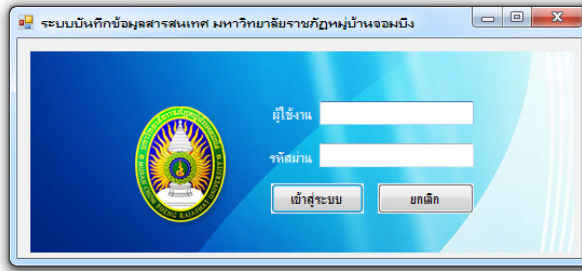 ระบบบันทึกข้อมูลสารสนเทศ มหาวิทยาลัยราชภัฏหมู่บ้านจอมบึง
ผู้ใช้งาน
รหัสผ่าน
เข้าสู่ระบบ ยกเลิก